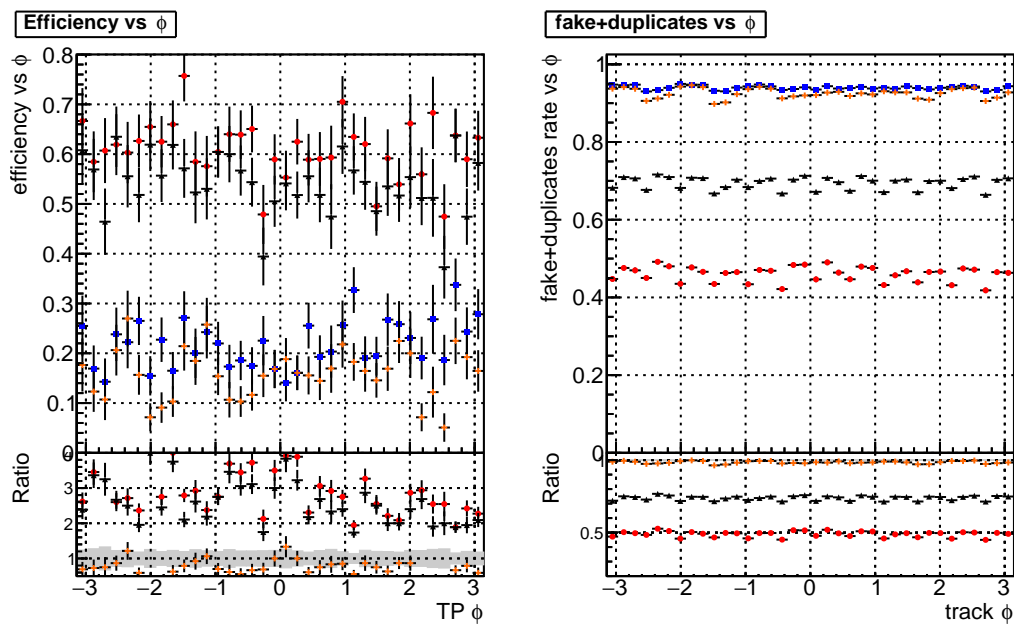 Efficiency vs ϕ
efficiency vs ϕ
0.8
0.7
0.6
0.5
0.4
0.3
0.2
0.1
0
Ratio
4
3
2
1
−3 −2 −1 0 1 2 3
TP ϕ
fake+duplicates vs ϕ
fake+duplicates rate vs ϕ
1
0.8
0.6
0.4
0.2
0
Ratio
1
0.5
−3 −2 −1 0 1 2 3
track ϕ